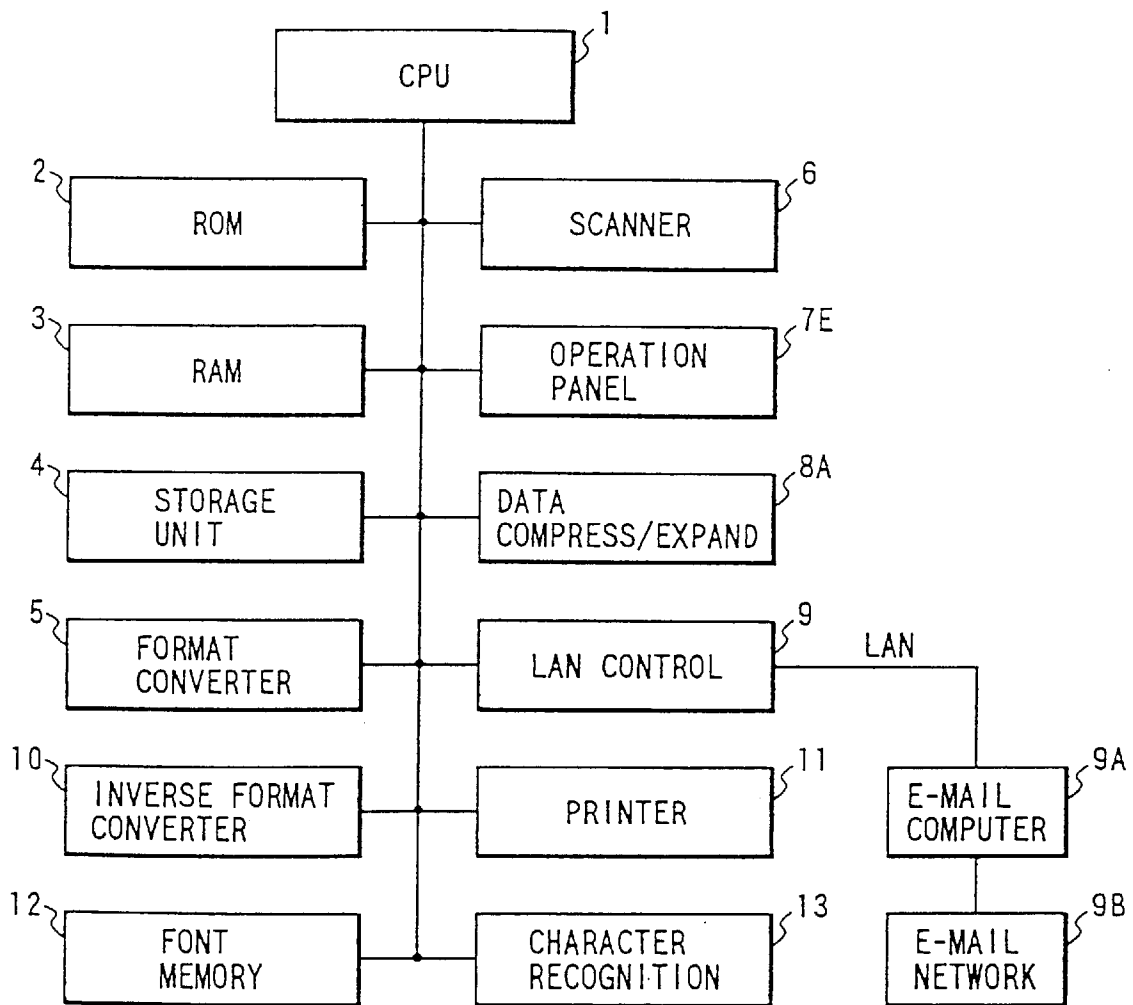 1
CPU
2
ROM
6
SCANNER
3
RAM
7E
OPERATION
PANEL
4
STORAGE
UNIT
8A
DATA
COMPRESS/EXPAND
5
FORMAT
CONVERTER
9
LAN CONTROL
LAN
10
INVERSE FORMAT
CONVERTER
11
PRINTER
9A
E-MAIL
COMPUTER
12
FONT
MEMORY
13
CHARACTER
RECOGNITION
9B
E-MAIL
NETWORK